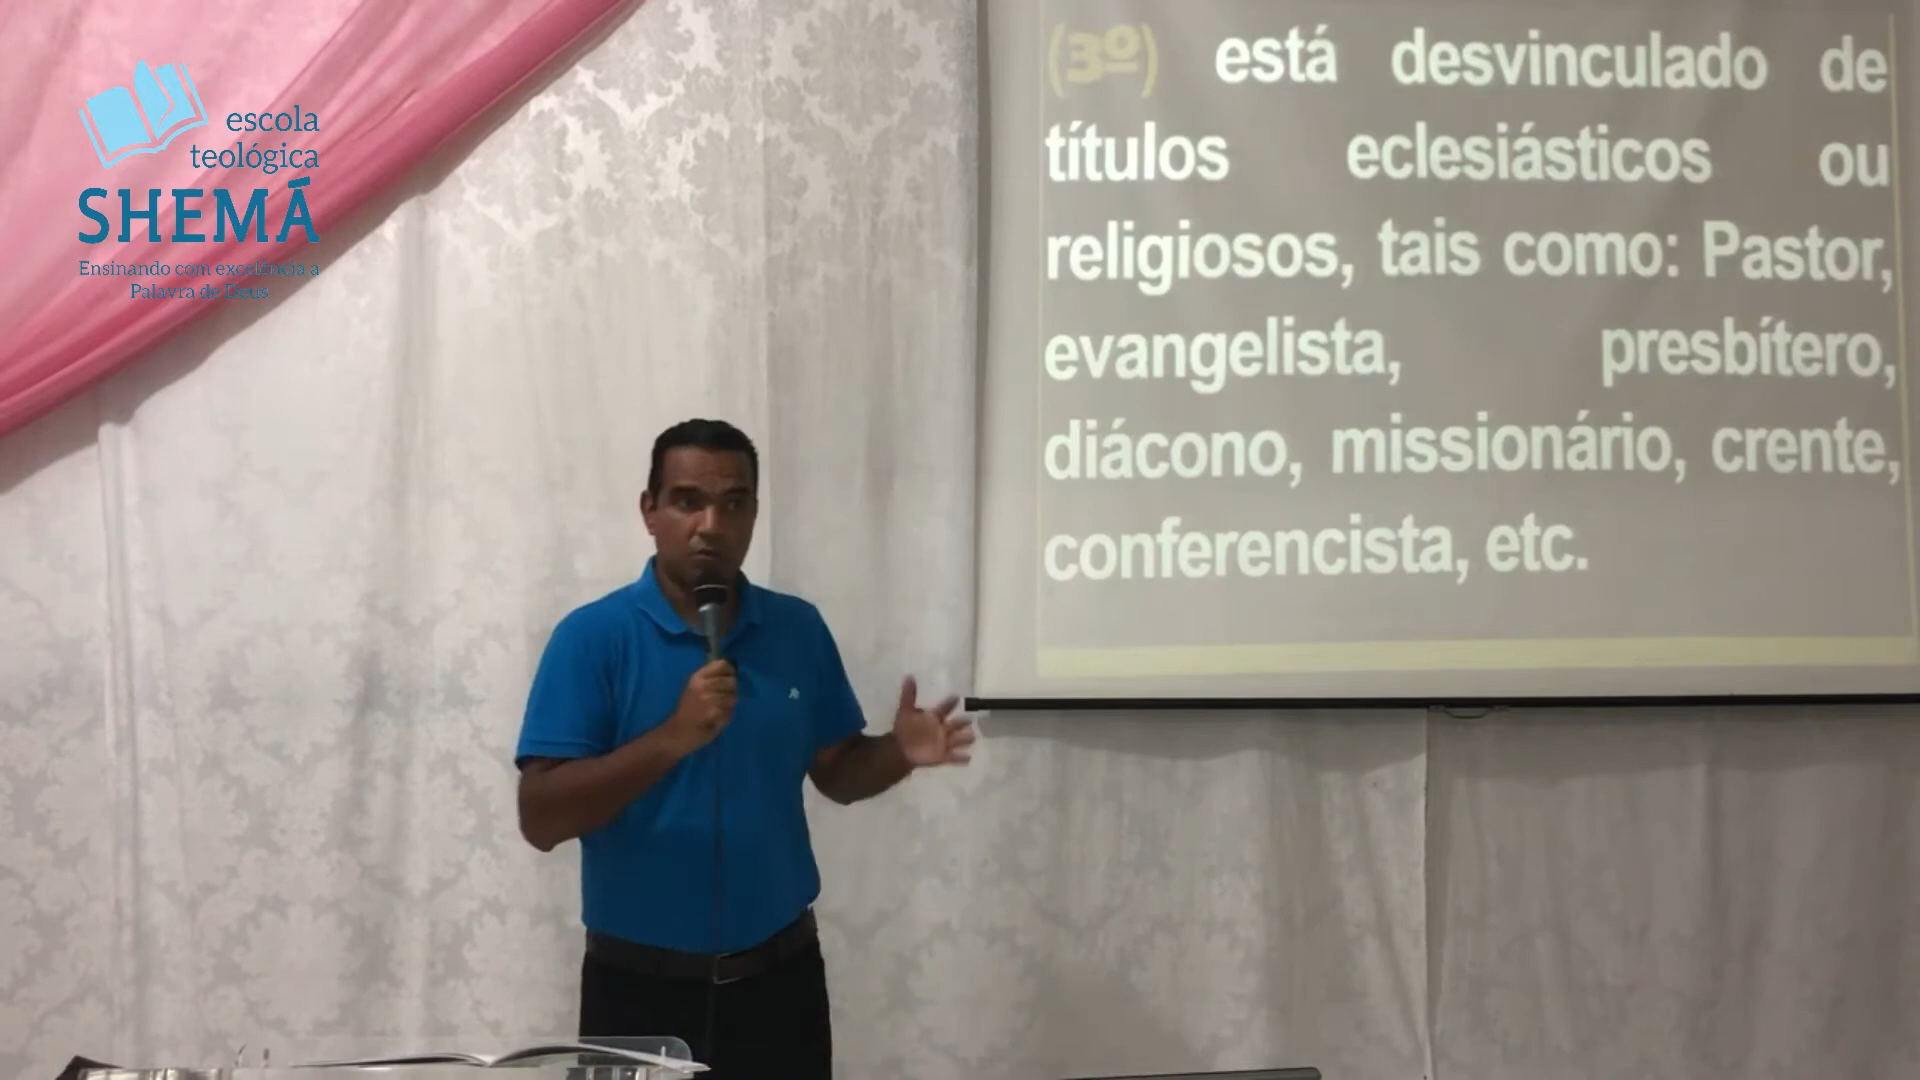 escola
teológica
SHEMÁ
Ensinando com excelência a
Palavra de Deus
(3º) está desvinculado de
títulos eclesiásticos ou
religiosos, tais como: Pastor,
evangelista, presbítero,
diácono, missionário, crente,
conferencista, etc.